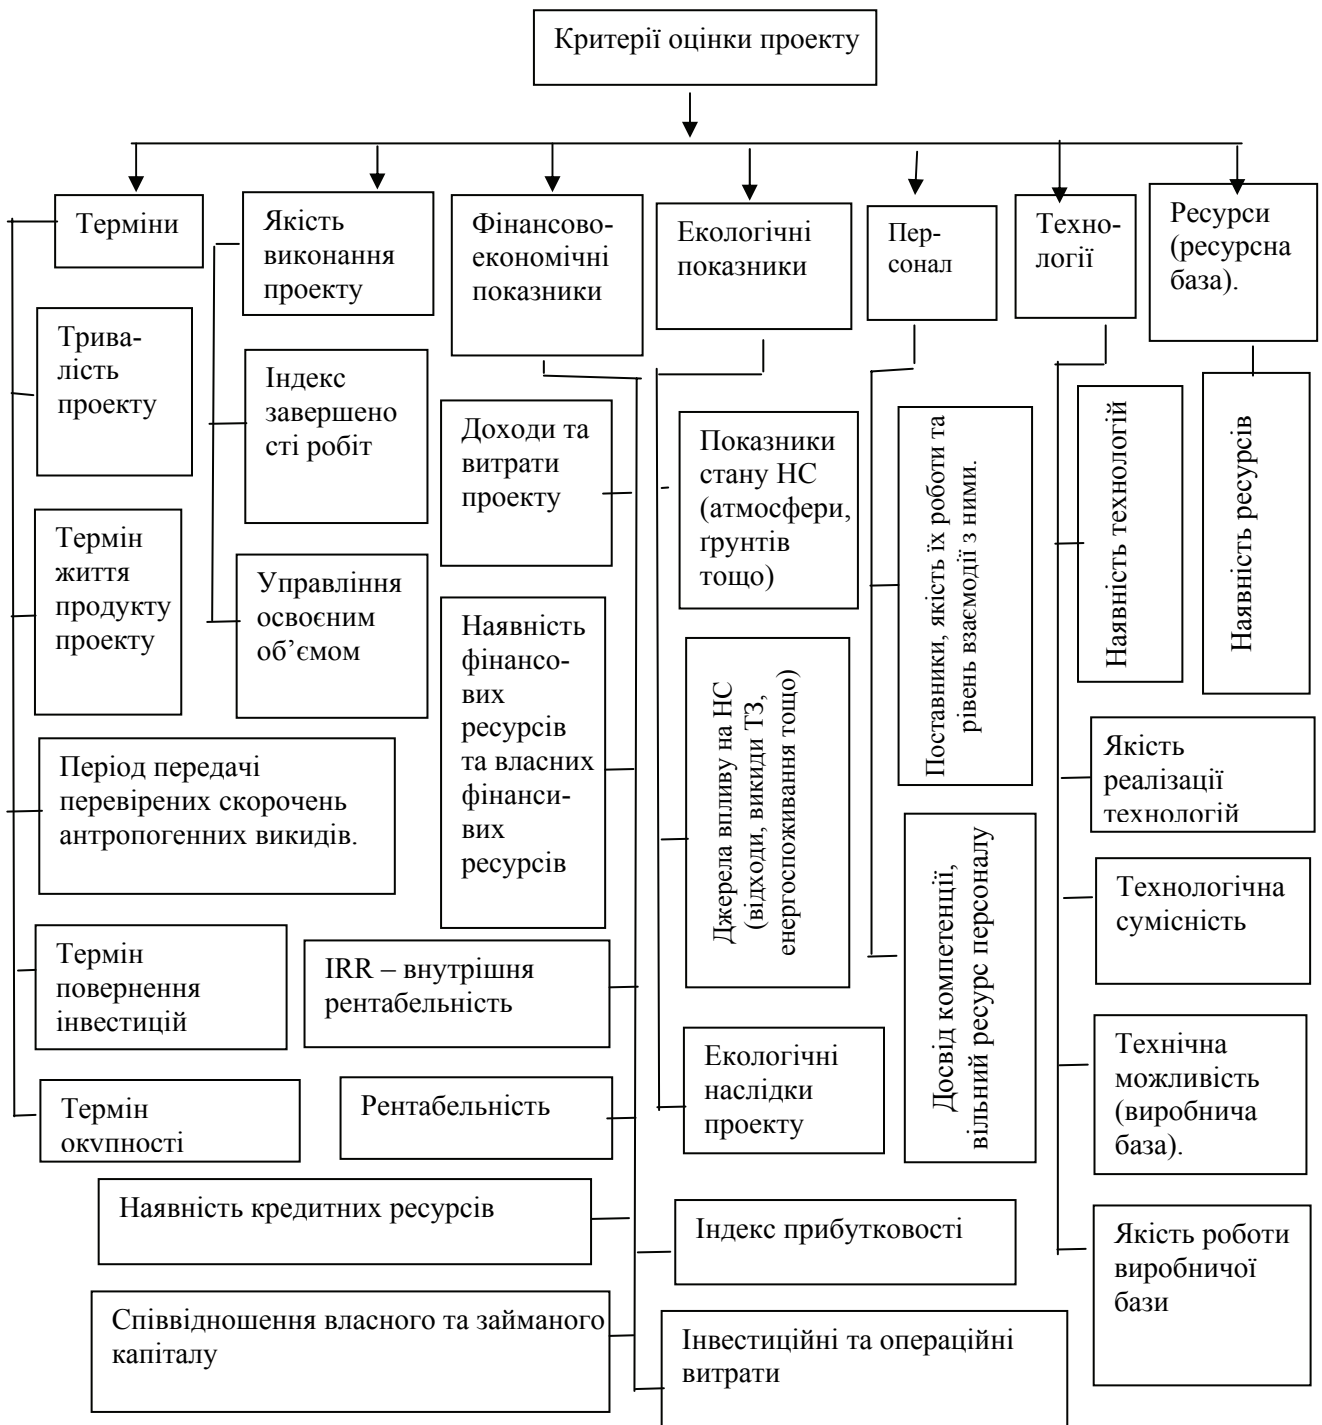 Критерії оцінки проекту
Терміни
Якість
виконання
проекту
Фінансово-
економічні
показники
Екологічні
показники
Пер-
сонал
Техно-
логії
Ресурси
(ресурсна
база).
Трива-
лість
проекту
Термін
життя
продукту
проекту
Період передачі
перевірених скорочень
антропогенних викидів.
Термін
повернення
інвестицій
Термін
окупності
Індекс
завершено
сті робіт
Управління
освоєним
об’ємом
Доходи та
витрати
проекту
Наявність
фінансо-
вих
ресурсів
та власних
фінанси-
вих
ресурсів
IRR – внутрішня
рентабельність
Рентабельність
Наявність кредитних ресурсів
Співвідношення власного та займаного
капіталу
Індекс прибутковості
Інвестиційні та операційні
витрати
Показники
стану НС
(атмосфери,
ґрунтів
тощо)
Джерела впливу на НС
(відходи, викиди ТЗ,
енергоспоживання тощо)
Екологічні
наслідки
проекту
Поставники, якість їх роботи та
рівень взаємодії з ними.
Досвід компетенції,
вільний ресурс персоналу
Наявність технологій
Якість
реалізації
технологій
Технологічна
сумісність
Технічна
можливість
(виробнича
база).
Якість роботи
виробничої
бази
Наявність ресурсів